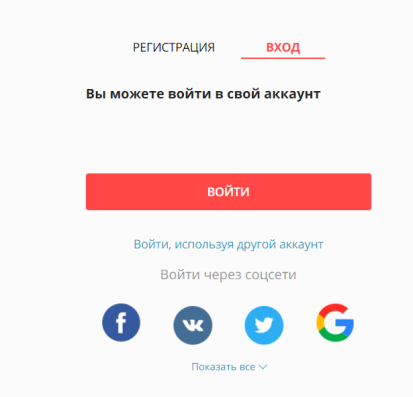 РЕГИСТРАЦИЯ ВХОД
Вы можете войти в свой аккаунт
ВОЙТИ
Войти, используя другой аккаунт
Войти через соцсети
Показать все